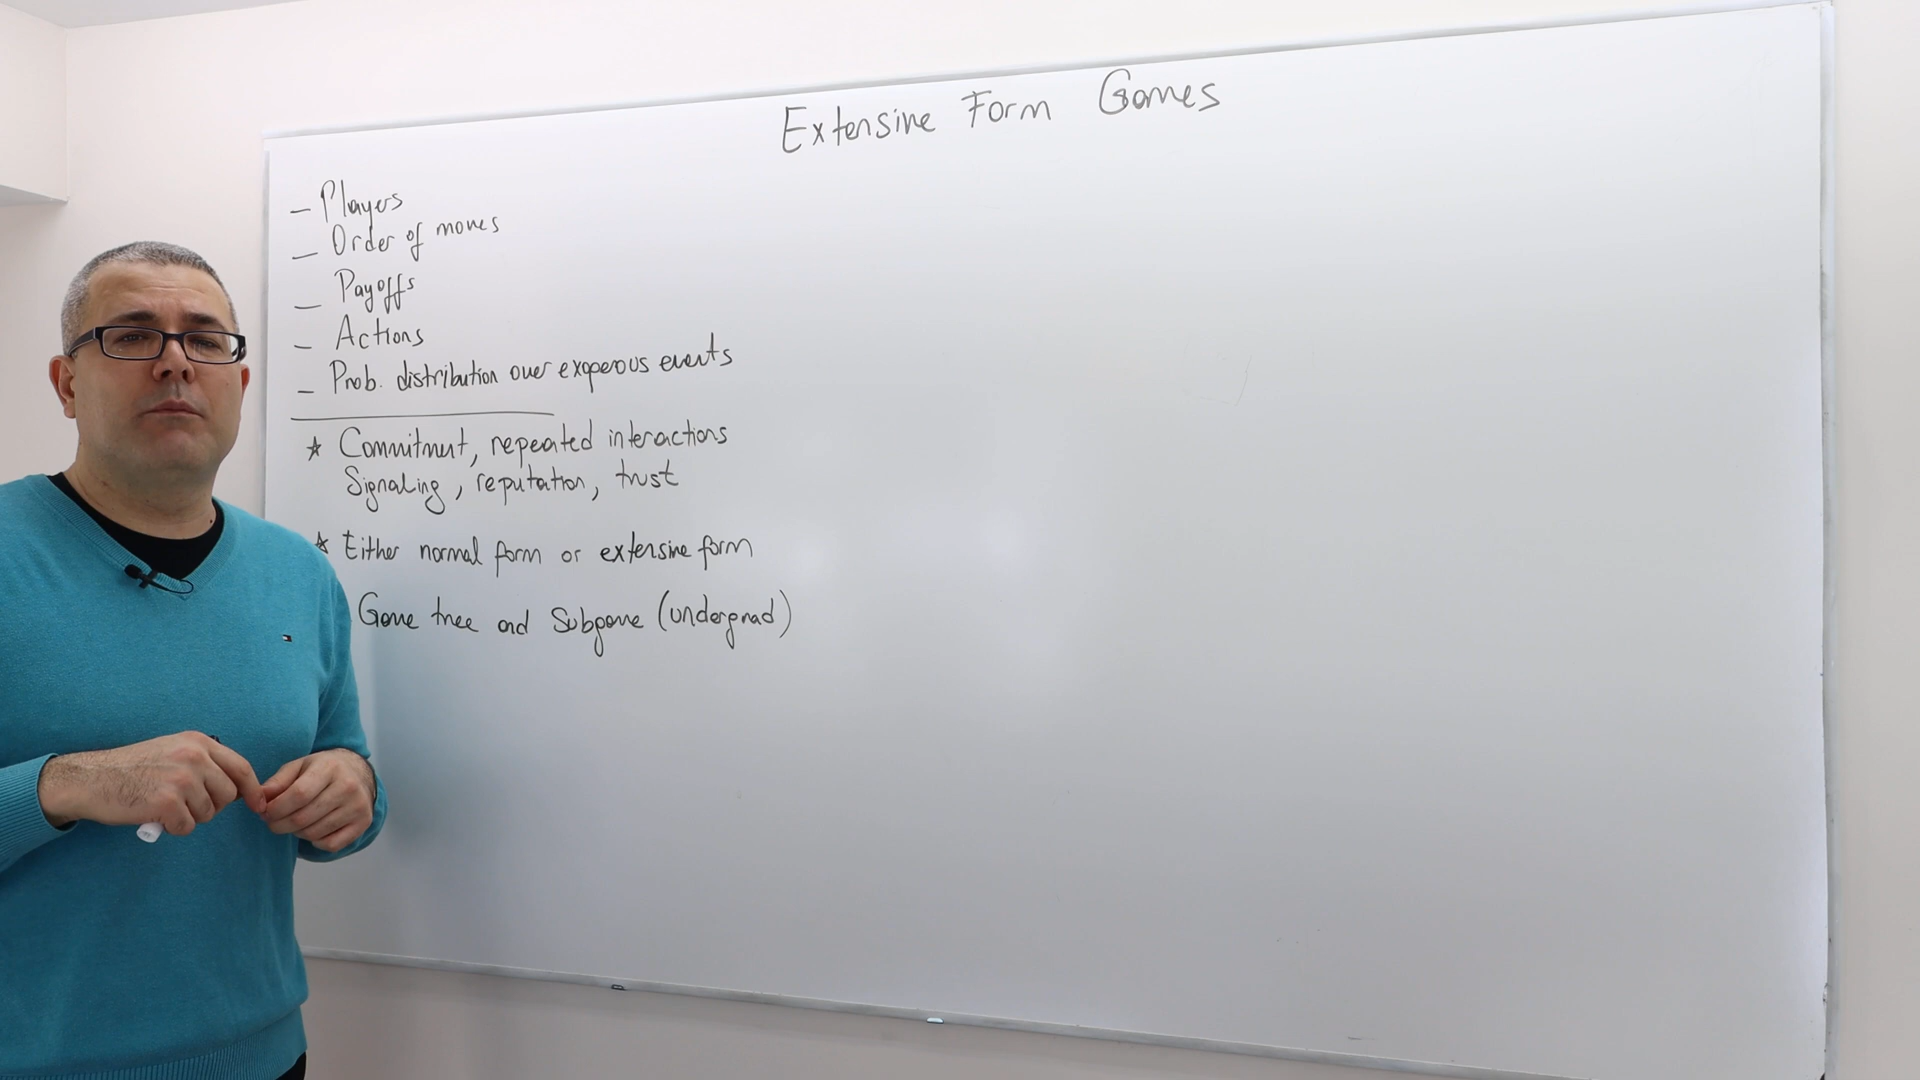 Extensive Form Games
- Players
- Order of moves
- Payoffs
- Actions
- Prob. distribution over exogenous events
* Commitment, repeated interactions
Signaling, reputation, trust
* Either normal form or extensive form
Game tree and Subgame (undergrad)